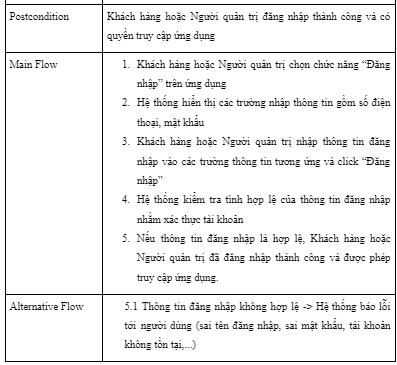 Postcondition
Khách hàng hoặc Người quản trị đăng nhập thành công và có
quyền truy cập ứng dụng
Main Flow
1. Khách hàng hoặc Người quản trị chọn chức năng “Đăng
nhập” trên ứng dụng
2. Hệ thống hiển thị các trường nhập thông tin gồm số điện
thoại, mật khẩu
3. Khách hàng hoặc Người quản trị nhập thông tin đăng
nhập vào các trường thông tin tương ứng và click “Đăng
nhập”
4. Hệ thống kiểm tra tính hợp lệ của thông tin đăng nhập
nhằm xác thực tài khoản
5. Nếu thông tin đăng nhập là hợp lệ, Khách hàng hoặc
Người quản trị đã đăng nhập thành công và được phép
truy cập ứng dụng.
Alternative Flow
5.1 Thông tin đăng nhập không hợp lệ -> Hệ thống báo lỗi
tới người dùng (sai tên đăng nhập, sai mật khẩu, tài khoản
không tồn tại,...)